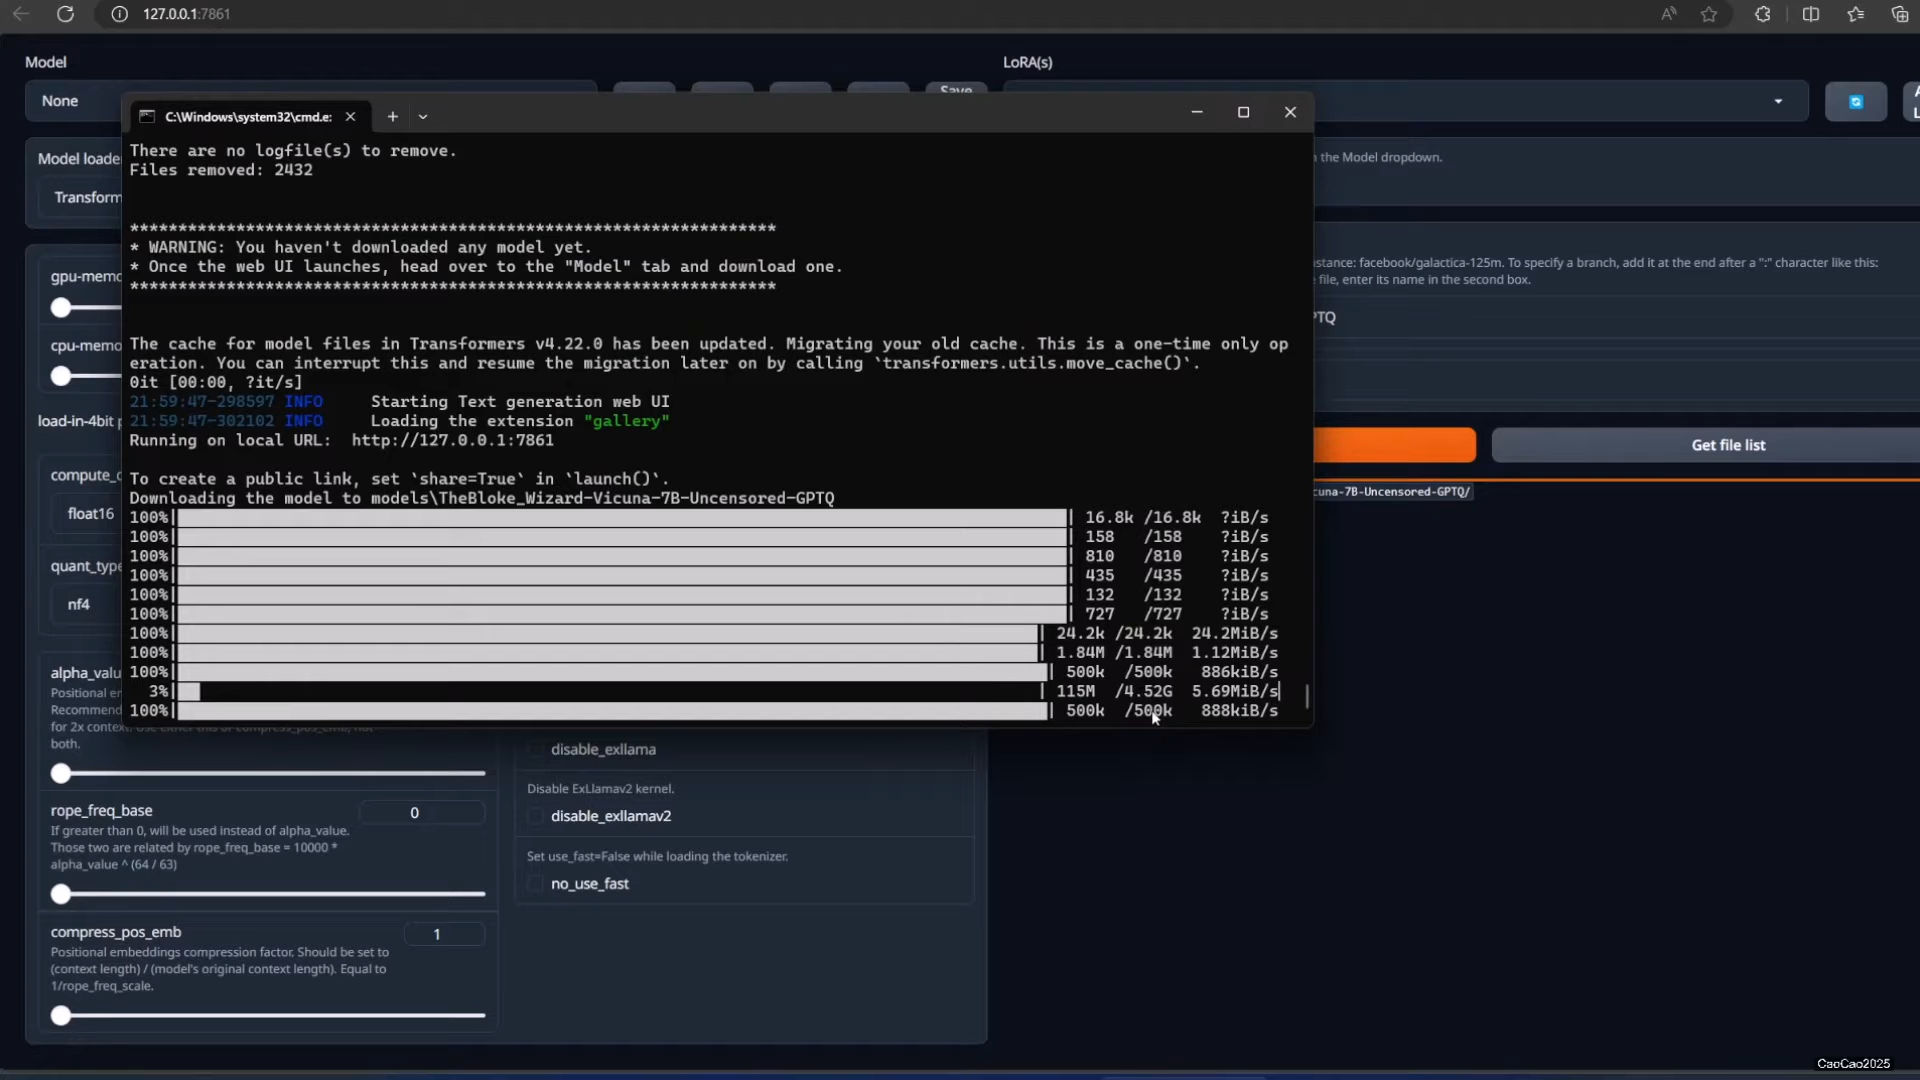 127.0.0.1:7861
Model
LoRA(s)
None
Save
C:\Windows\system32\cmd.e:
There are no logfile(s) to remove.
Files removed: 2432
*******************************************************************
* WARNING: You haven't downloaded any model yet.
* Once the web UI launches, head over to the "Model" tab and download one.
*******************************************************************
The cache for model files in Transformers v4.22.0 has been updated. Migrating your old cache. This is a one-time only op
eration. You can interrupt this and resume the migration later on by calling `transformers.utils.move_cache()`.
0it [00:00, ?it/s]
21:59:47-298597 INFO Starting Text generation web UI
21:59:47-302102 INFO Loading the extension "gallery"
Running on local URL: http://127.0.0.1:7861
To create a public link, set `share=True` in `launch()`.
Downloading the model to models\TheBloke_Wizard-Vicuna-7B-Uncensored-GPTQ
100%| | 16.8k /16.8k ?iB/s
100%| | 158 /158 ?iB/s
100%| | 810 /810 ?iB/s
100%| | 435 /435 ?iB/s
100%| | 132 /132 ?iB/s
100%| | 727 /727 ?iB/s
100%| | 24.2k /24.2k 24.2MiB/s
100%| | 1.84M /1.84M 1.12MiB/s
100%| | 500k /500k 886kiB/s
3%| | 115M /4.52G 5.69MiB/s
100%| | 500k /500k 888kiB/s
Model loade
Transform
gpu-memo
cpu-memo
load-in-4bit p
compute_d
float16
quant_type
nf4
alpha_valu
Positional en
Recommen
for 2x context. Use either this or compress_pos_emb, not
both.
rope_freq_base
0
If greater than 0, will be used instead of alpha_value.
Those two are related by rope_freq_base = 10000 *
alpha_value ^ (64 / 63)
compress_pos_emb
1
Positional embeddings compression factor. Should be set to
(context length) / (model's original context length). Equal to
1/rope_freq_scale.
disable_exllama
Disable ExLlamav2 kernel.
disable_exllamav2
Set use_fast=False while loading the tokenizer.
no_use_fast
the Model dropdown.
stance: facebook/galactica-125m. To specify a branch, add it at the end after a ":" character like this:
file, enter its name in the second box.
PTQ
Get file list
cuna-7B-Uncensored-GPTQ/
CaoCao2025